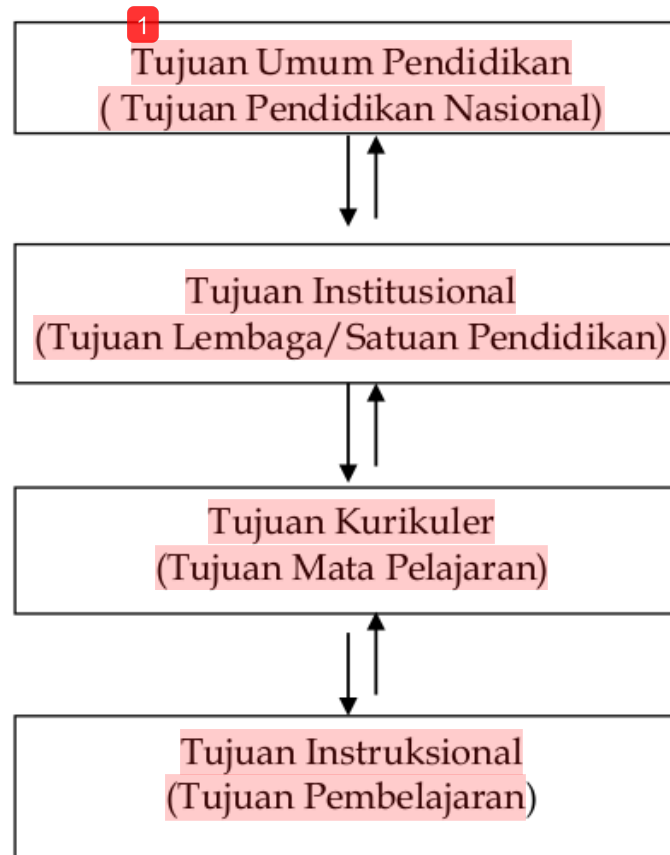 1
Tujuan Umum Pendidikan
( Tujuan Pendidikan Nasional)
Tujuan Institusional
(Tujuan Lembaga/Satuan Pendidikan)
Tujuan Kurikuler
(Tujuan Mata Pelajaran)
Tujuan Instruksional
(Tujuan Pembelajaran)